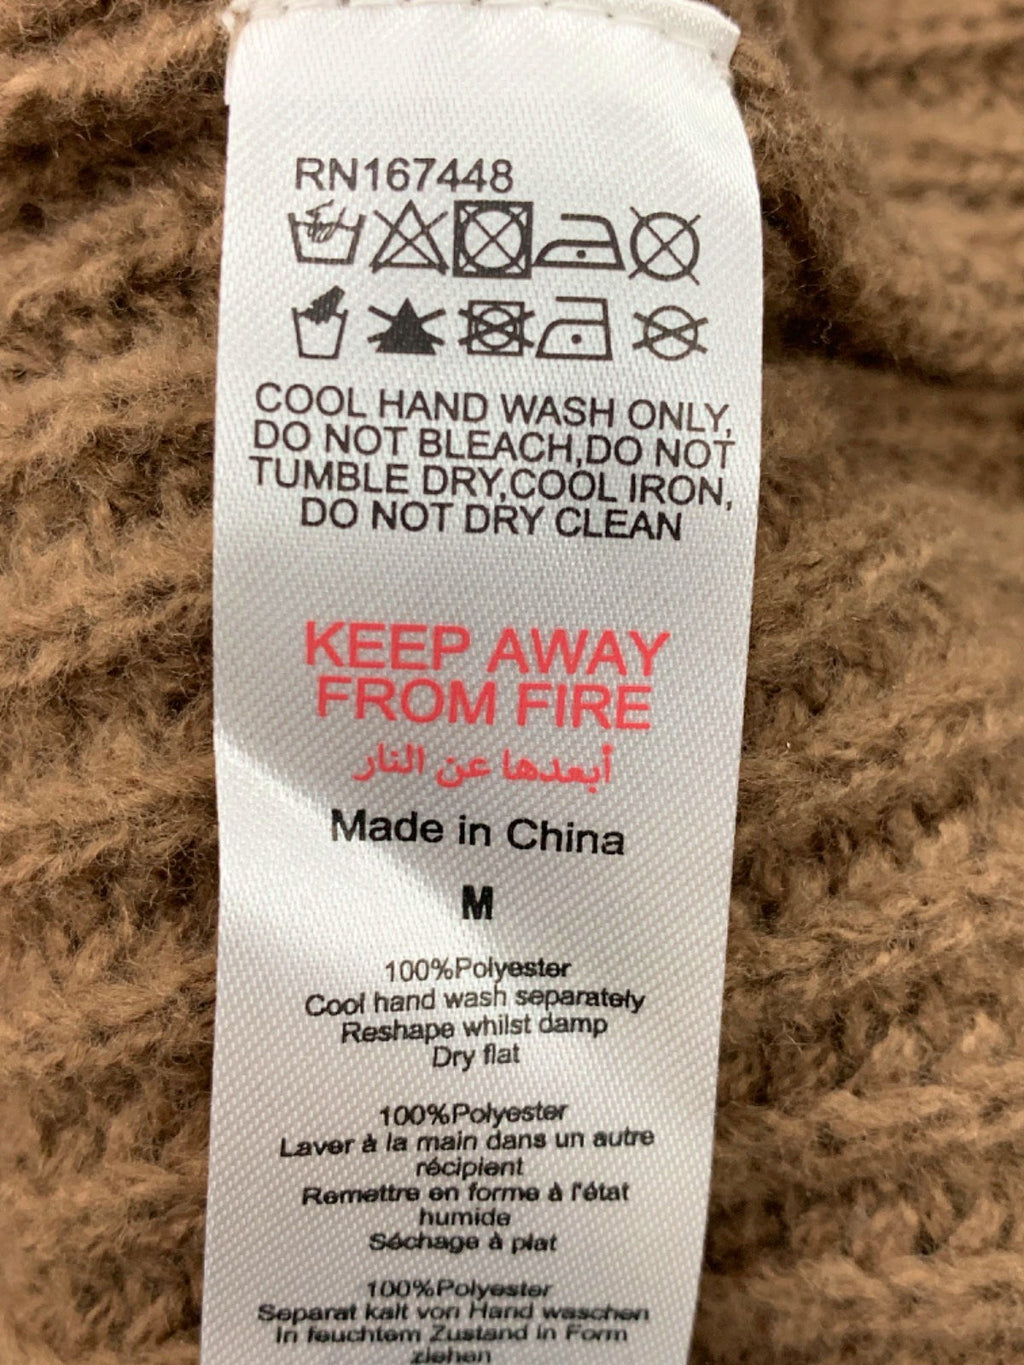 RN167448
COOL HAND WASH ONLY,
DO NOT BLEACH,DO NOT
TUMBLE DRY,COOL IRON,
DO NOT DRY CLEAN
KEEP AWAY
FROM FIRE
أبعدها عن النار
Made in China
M
100%Polyester
Cool hand wash separately
Reshape whilst damp
Dry flat
100%Polyester
Laver à la main dans un autre
récipient
Remettre en forme à l'état
humide
Séchage à plat
100%Polyester
Separat kalt von Hand waschen
In feuchtem Zustand in Form
ziehen